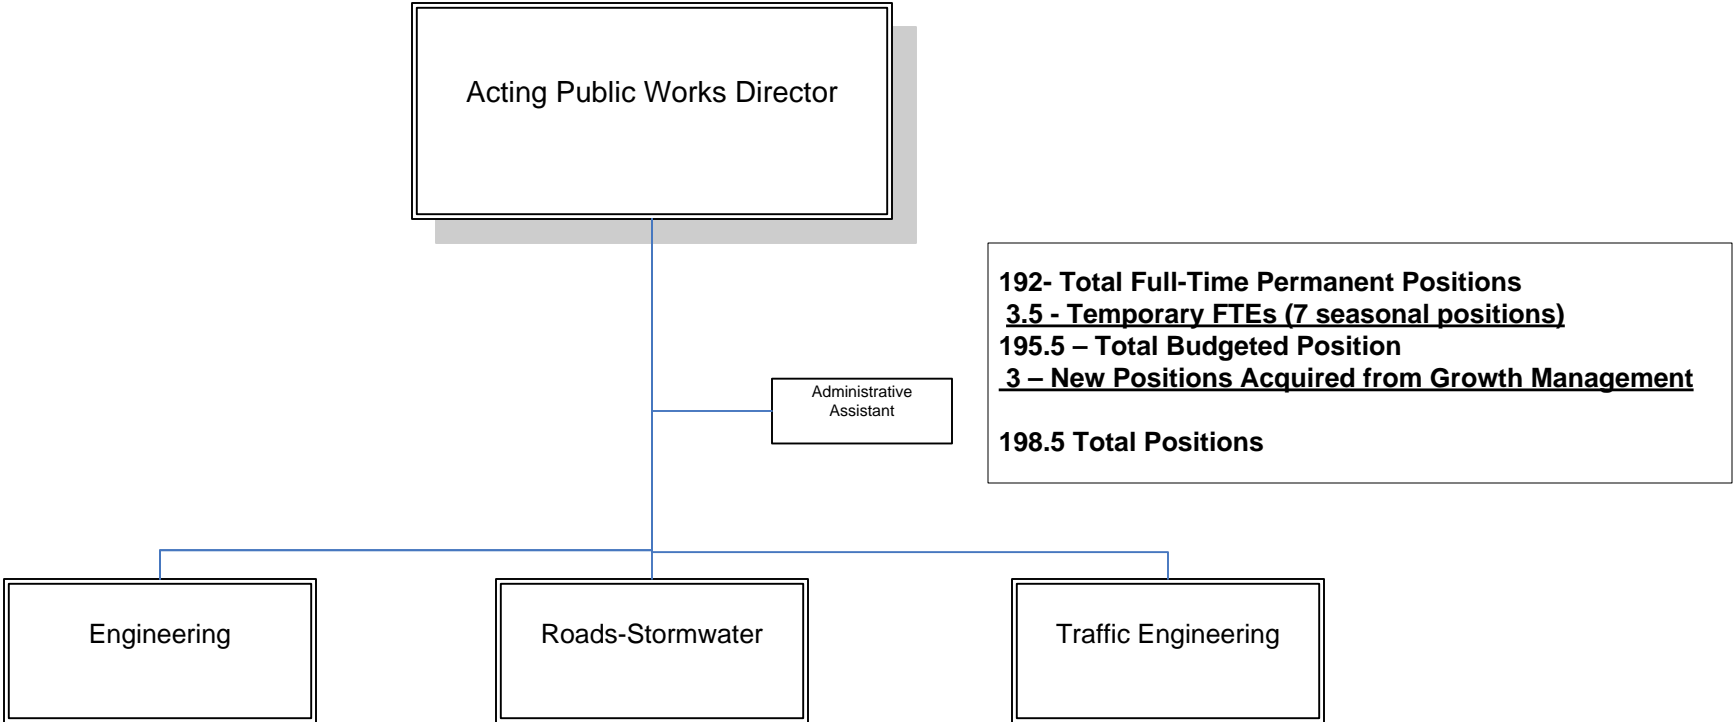 Acting Public Works Director
192- Total Full-Time Permanent Positions
3.5 - Temporary FTEs (7 seasonal positions)
195.5 – Total Budgeted Position
3 – New Positions Acquired from Growth Management
198.5 Total Positions
Administrative
Assistant
Engineering
Roads-Stormwater
Traffic Engineering